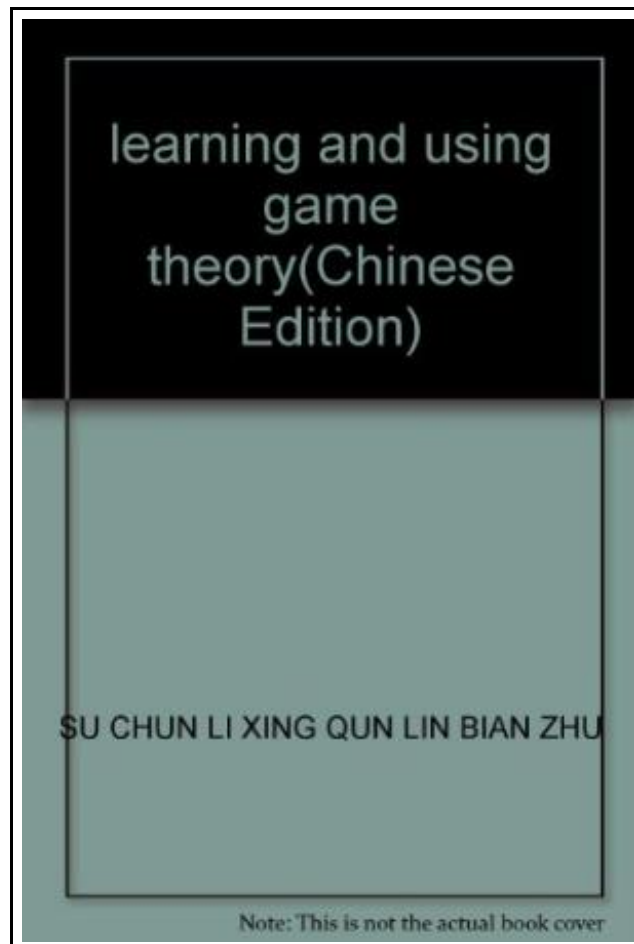 learning and using
game
theory(Chinese
Edition)
SU CHUN LI XING QUN LIN BIAN ZHU
Note: This is not the actual book cover